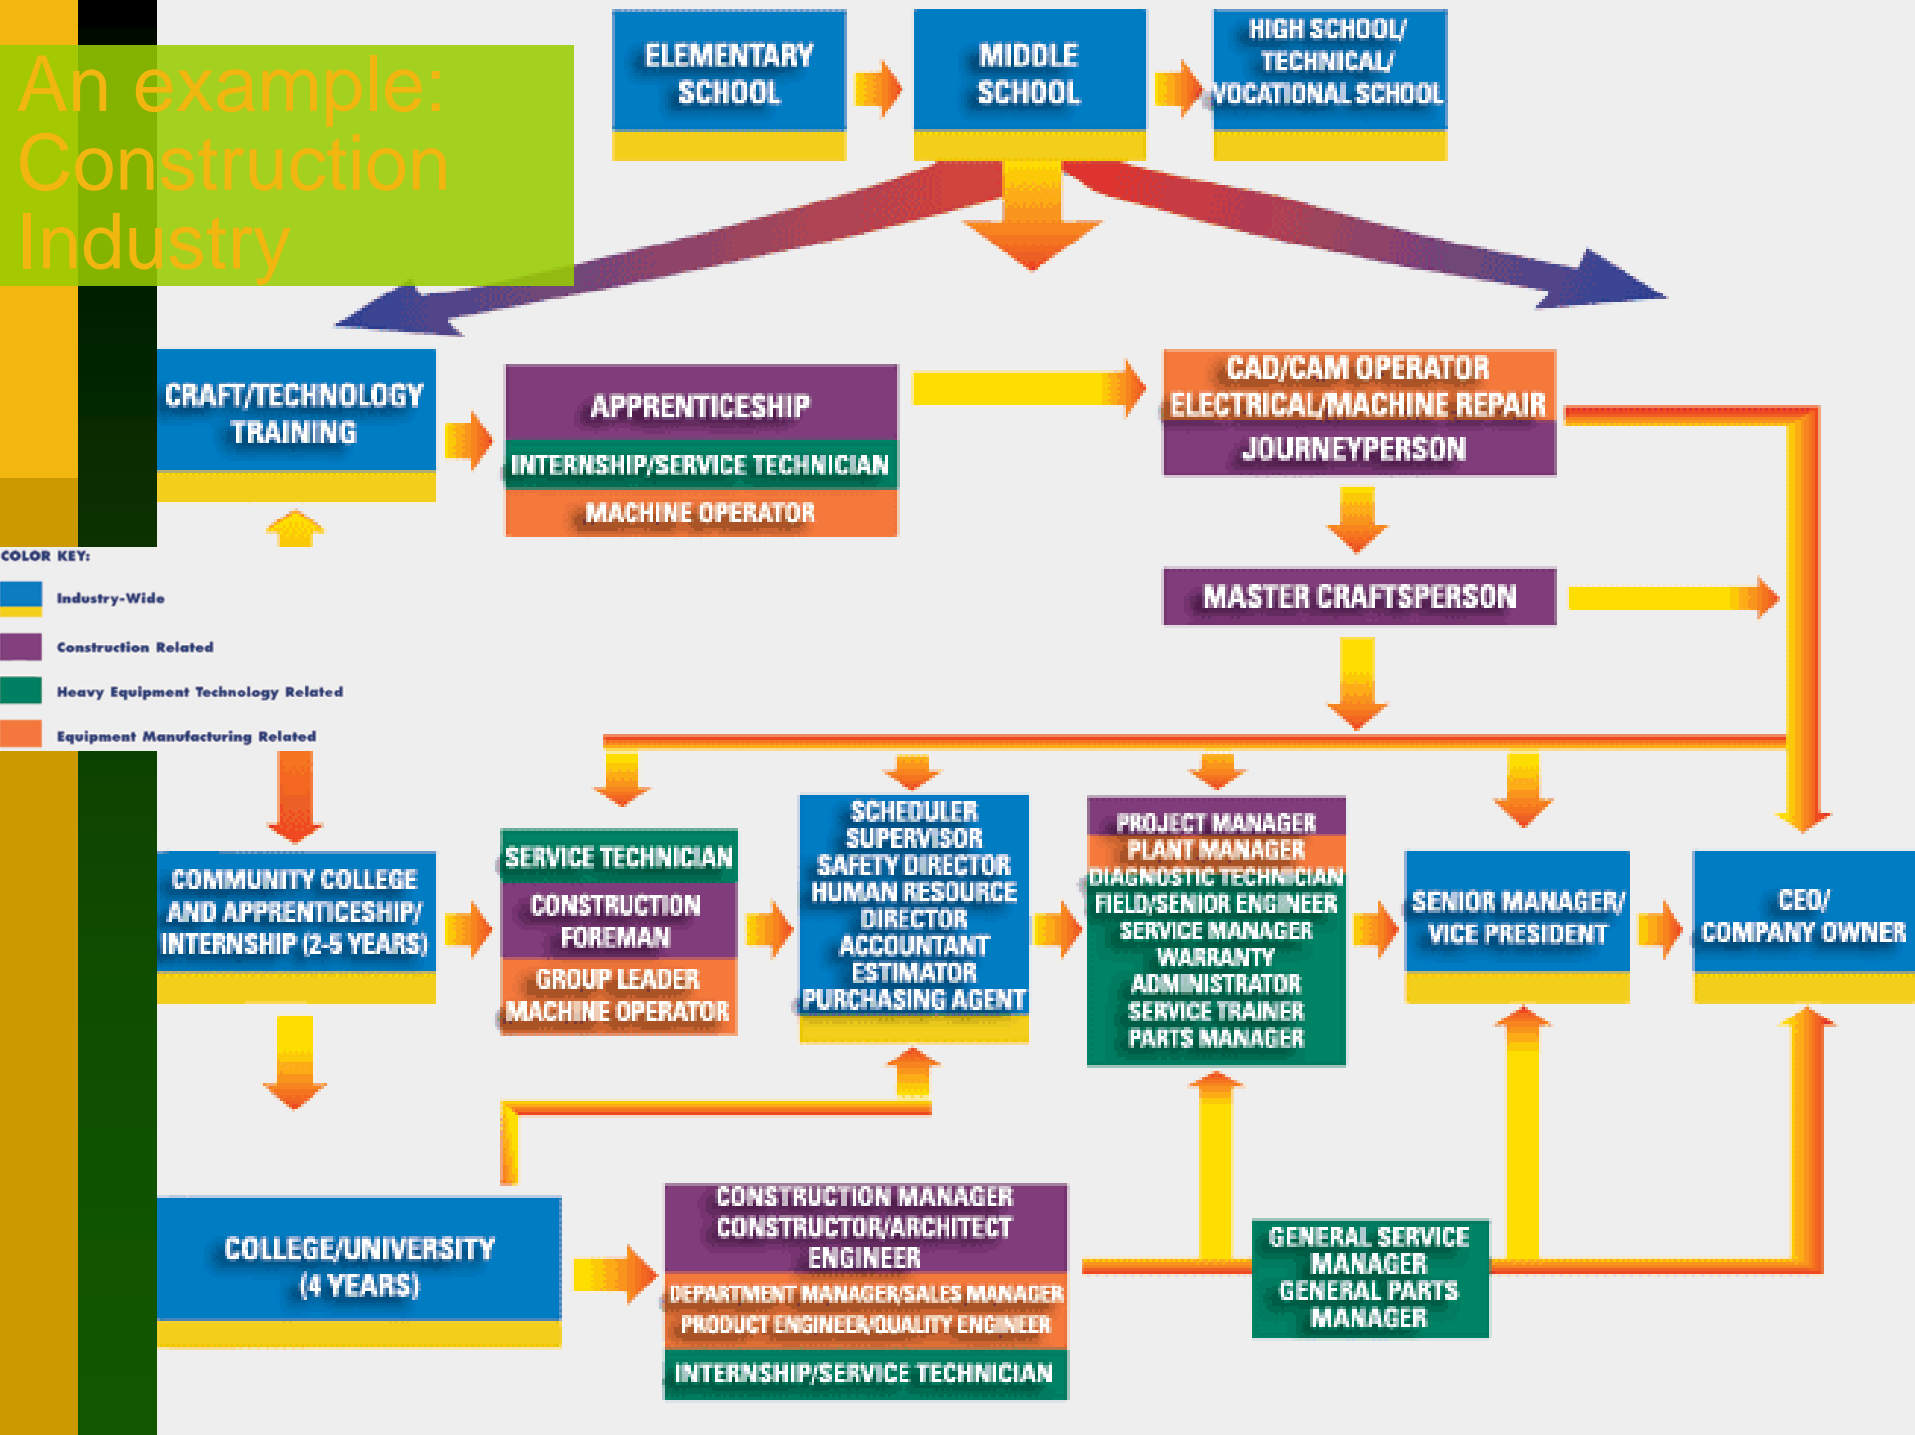 An example:
Construction
Industry
ELEMENTARY
SCHOOL
MIDDLE
SCHOOL
HIGH SCHOOL/
TECHNICAL/
VOCATIONAL SCHOOL
CRAFT/TECHNOLOGY
TRAINING
APPRENTICESHIP
INTERNSHIP/SERVICE TECHNICIAN
MACHINE OPERATOR
CAD/CAM OPERATOR
ELECTRICAL/MACHINE REPAIR
JOURNEYPERSON
MASTER CRAFTSPERSON
COLOR KEY:
Industry-Wide
Construction Related
Heavy Equipment Technology Related
Equipment Manufacturing Related
COMMUNITY COLLEGE
AND APPRENTICESHIP/
INTERNSHIP (2-5 YEARS)
SERVICE TECHNICIAN
CONSTRUCTION
FOREMAN
GROUP LEADER
MACHINE OPERATOR
SCHEDULER
SUPERVISOR
SAFETY DIRECTOR
HUMAN RESOURCE
DIRECTOR
ACCOUNTANT
ESTIMATOR
PURCHASING AGENT
PROJECT MANAGER
PLANT MANAGER
DIAGNOSTIC TECHNICIAN
FIELD/SENIOR ENGINEER
SERVICE MANAGER
WARRANTY
ADMINISTRATOR
SERVICE TRAINER
PARTS MANAGER
SENIOR MANAGER/
VICE PRESIDENT
CEO/
COMPANY OWNER
COLLEGE/UNIVERSITY
(4 YEARS)
CONSTRUCTION MANAGER
CONSTRUCTOR/ARCHITECT
ENGINEER
DEPARTMENT MANAGER/SALES MANAGER
PRODUCT ENGINEER/QUALITY ENGINEER
INTERNSHIP/SERVICE TECHNICIAN
GENERAL SERVICE
MANAGER
GENERAL PARTS
MANAGER